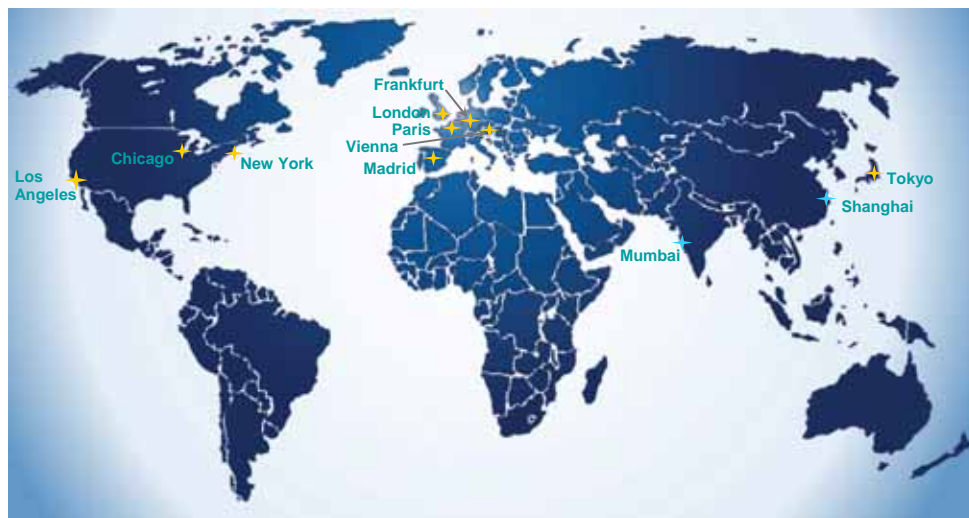 Frankfurt
London
Paris
Vienna
Madrid
Chicago
New York
Los
Angeles
Tokyo
Shanghai
Mumbai